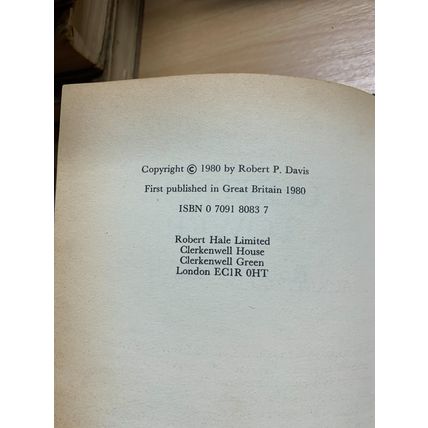 Copyright © 1980 by Robert P. Davis
First published in Great Britain 1980
ISBN 0 7091 8083 7
Robert Hale Limited
Clerkenwell House
Clerkenwell Green
London EC1R 0HT